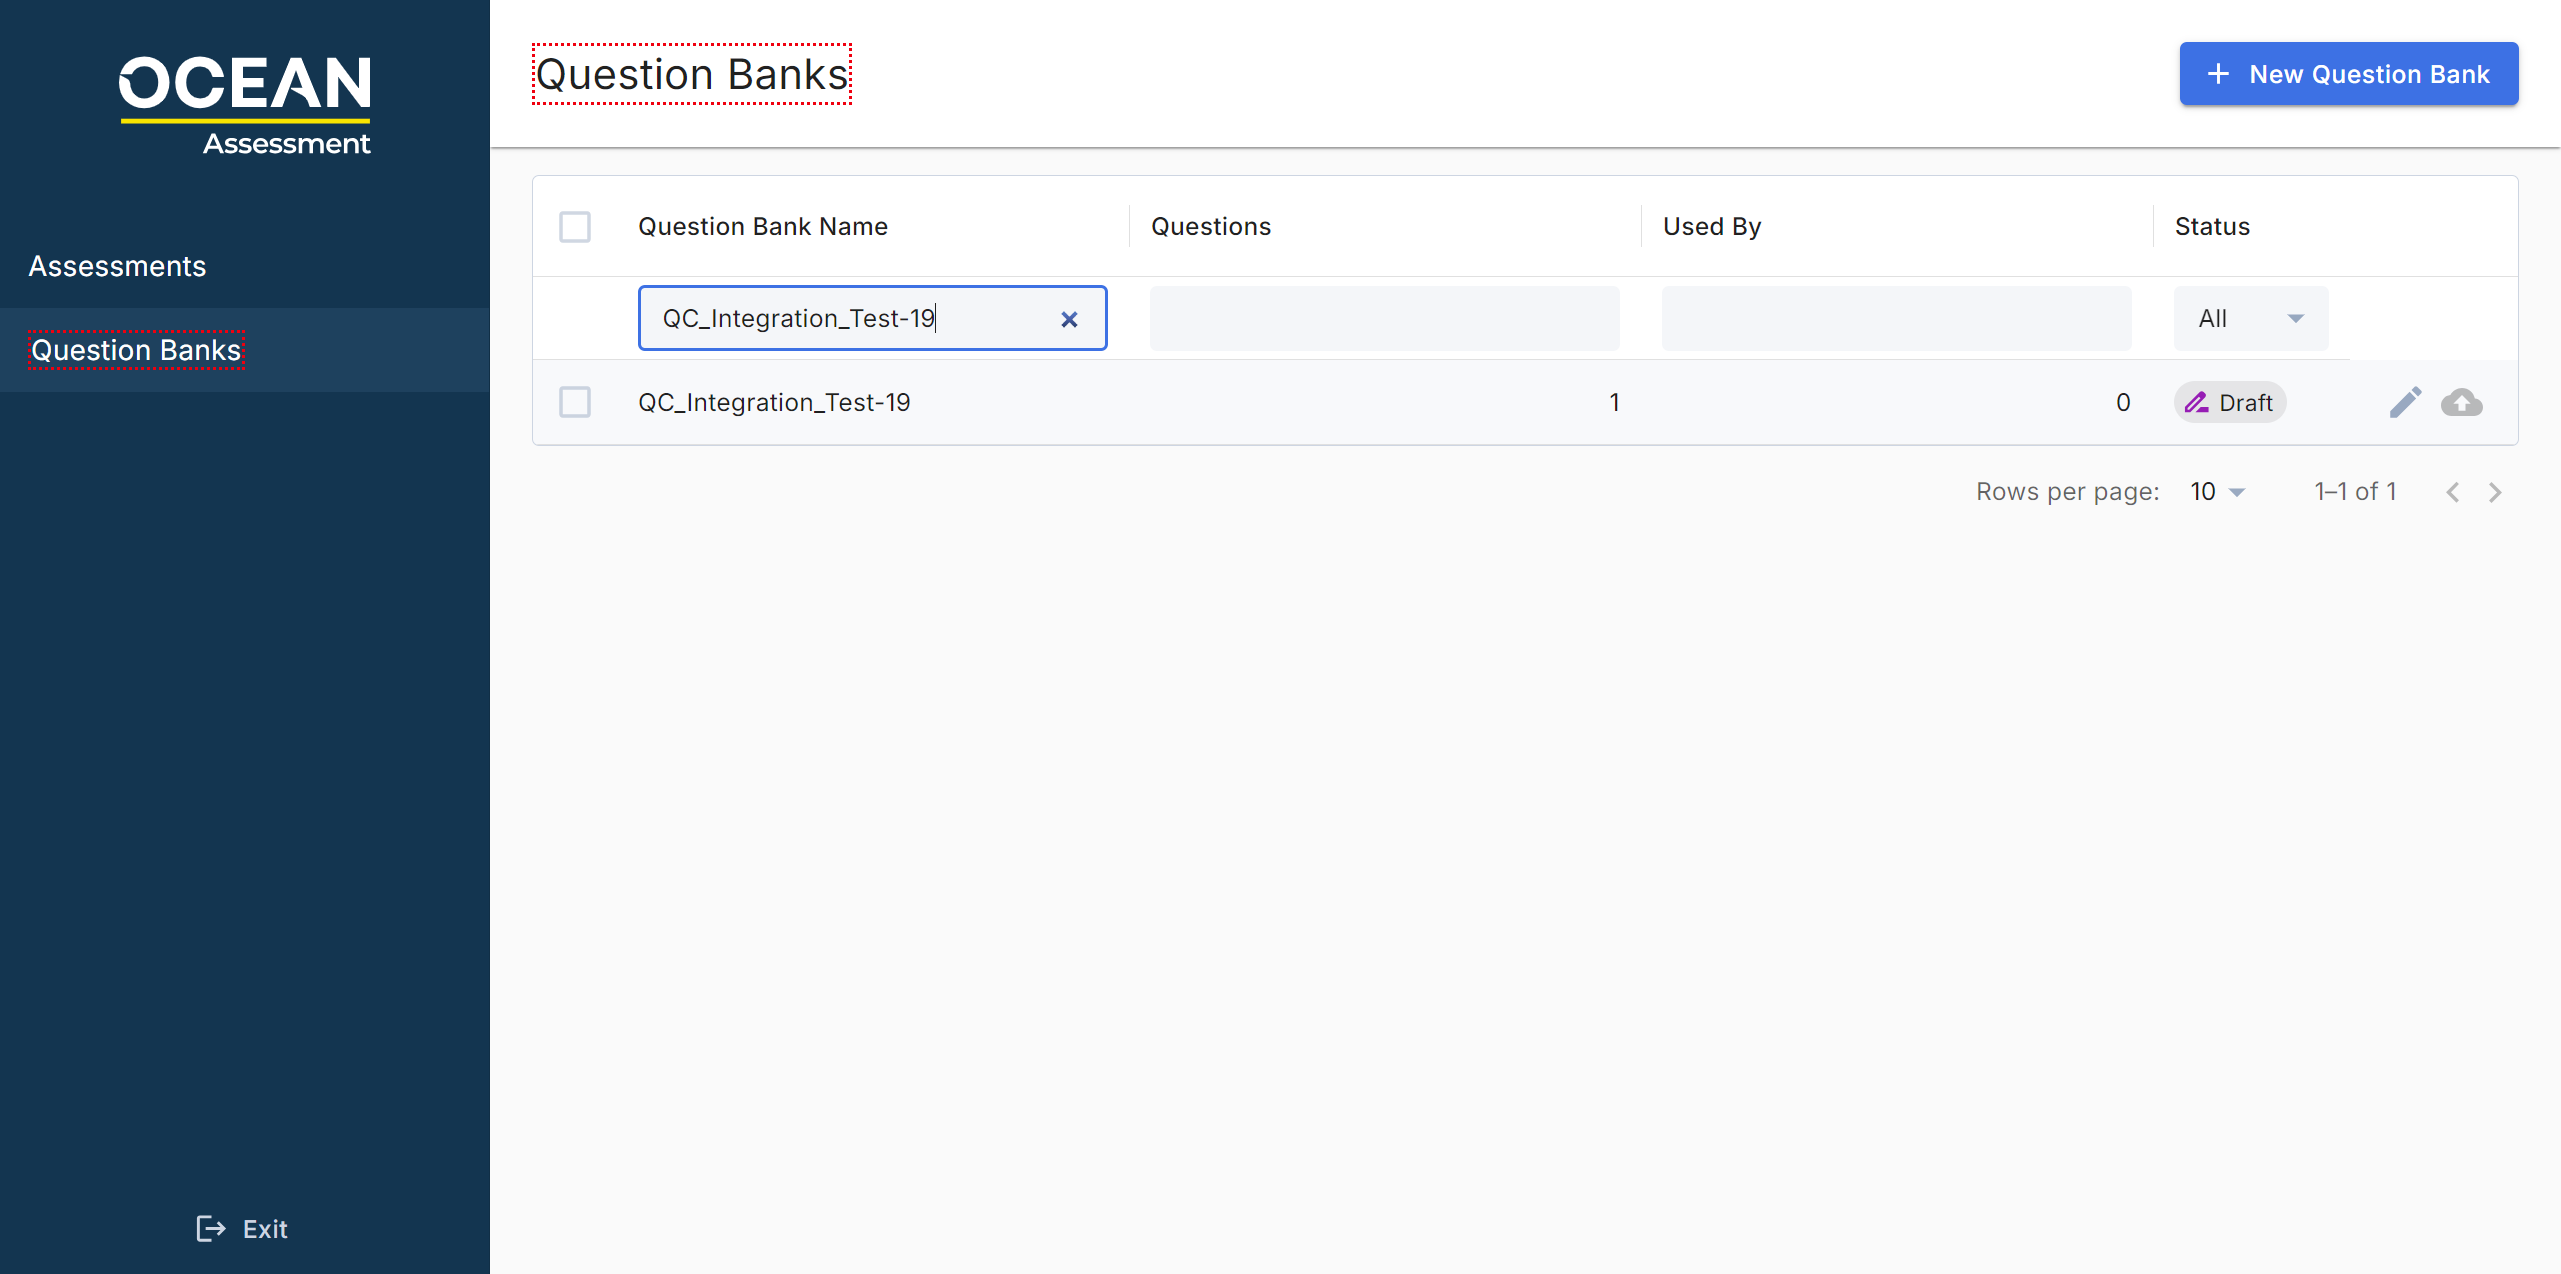 OCEAN
Assessment
Assessments
Question Banks
Exit
Question Banks
New Question Bank
Question Bank Name Questions Used By Status
QC_Integration_Test-19 All
QC_Integration_Test-19 1 0 Draft
Rows per page: 10 1–1 of 1